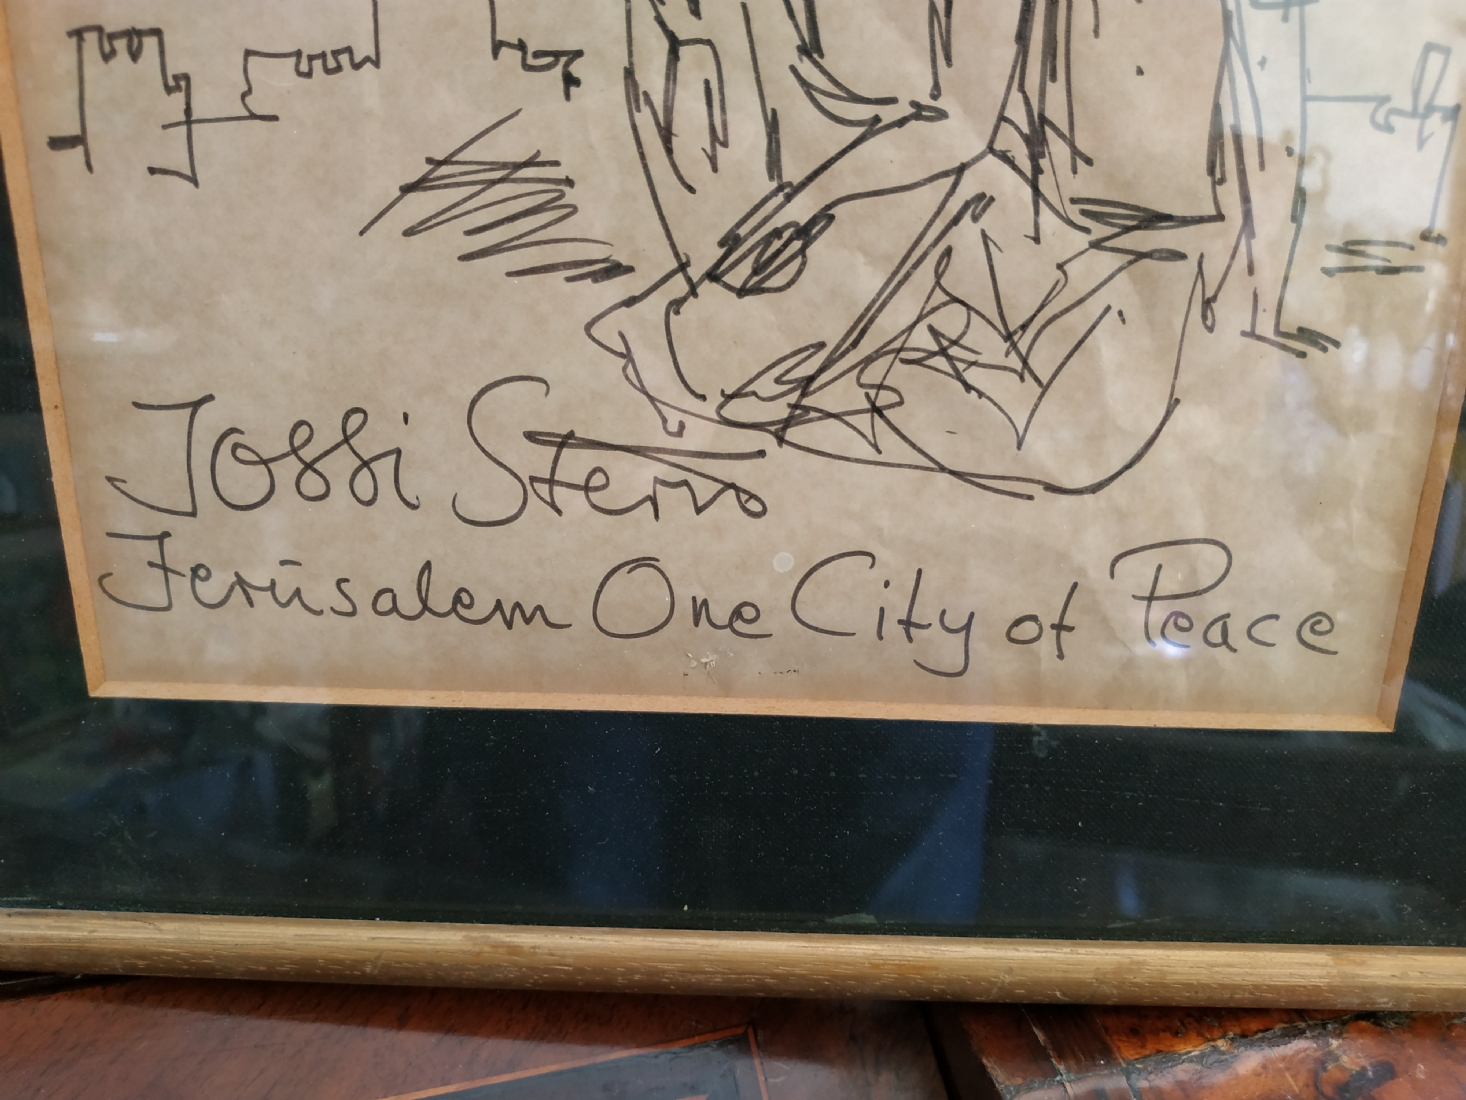 Jossi Stern
Jerusalem One City of Peace